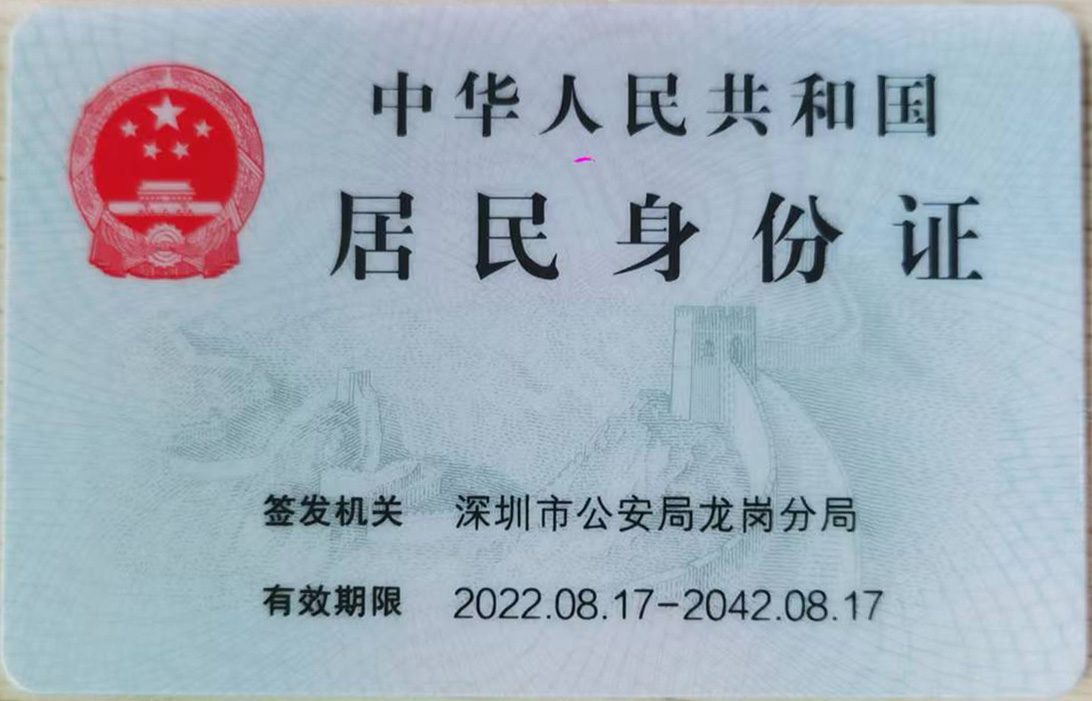 中华人民共和国
居民身份证
签发机关 深圳市公安局龙岗分局
有效期限 2022.08.17-2042.08.17